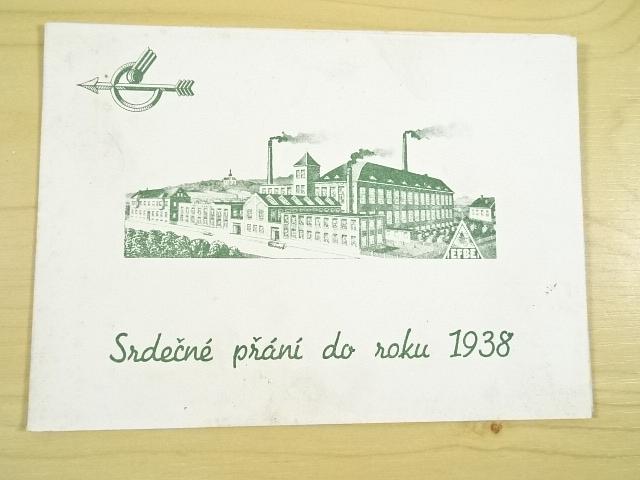 EFBE
Srdečné přání do roku 1938